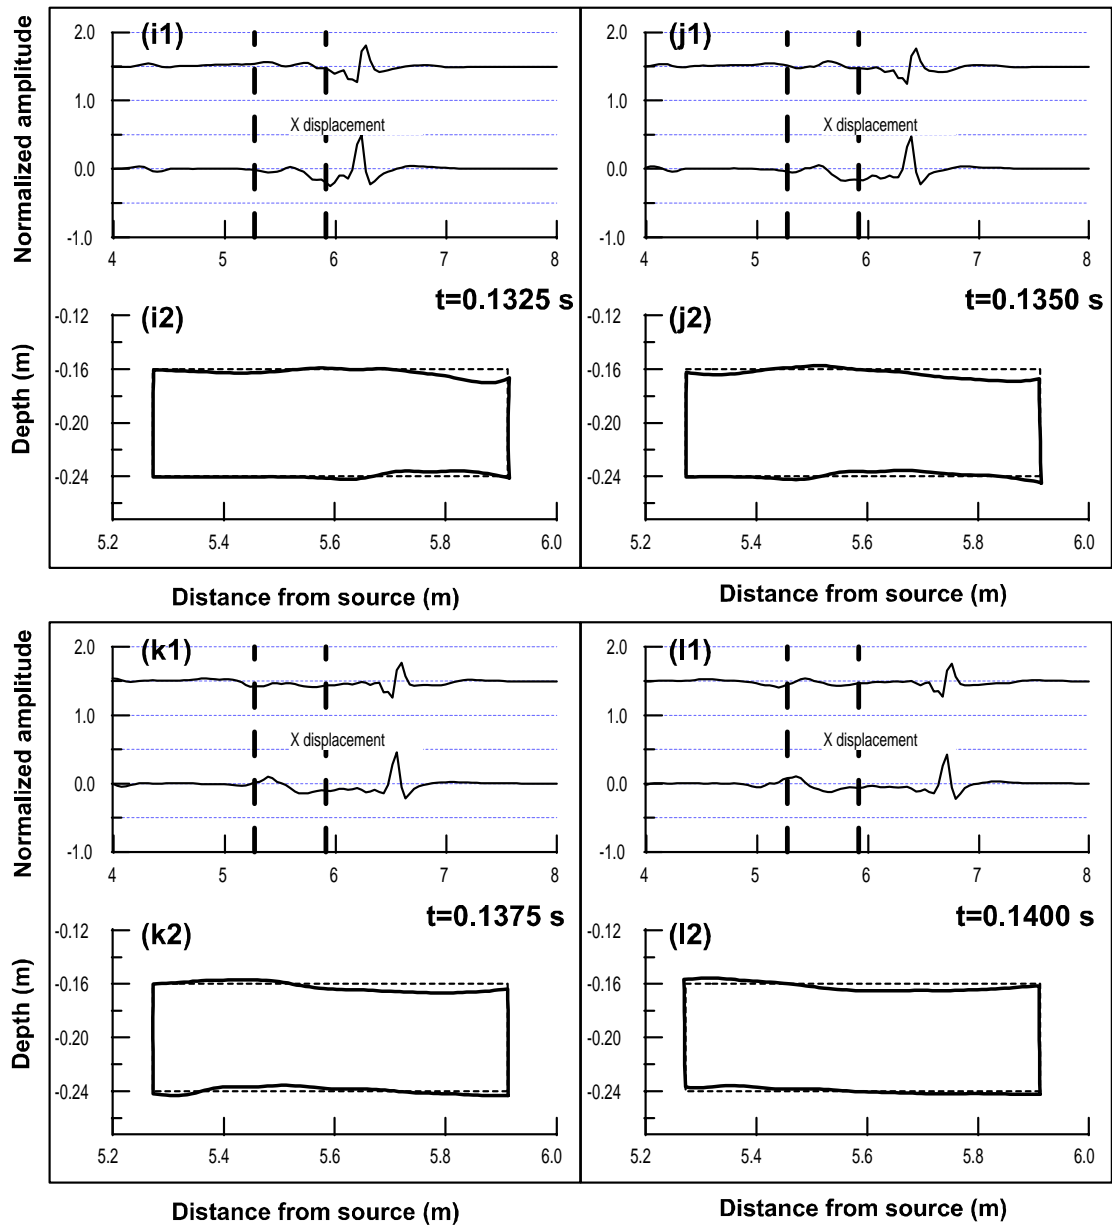 (i1)
2.0
1.0
0.0
-1.0
Normalized amplitude
X displacement
4 5 6 7 8
t=0.1325 s
(i2)
-0.12
-0.16
-0.20
-0.24
Depth (m)
5.2 5.4 5.6 5.8 6.0
Distance from source (m)
(j1)
2.0
1.0
0.0
-1.0
X displacement
4 5 6 7 8
t=0.1350 s
(j2)
-0.12
-0.16
-0.20
-0.24
5.2 5.4 5.6 5.8 6.0
Distance from source (m)
(k1)
2.0
1.0
0.0
-1.0
Normalized amplitude
X displacement
4 5 6 7 8
t=0.1375 s
(k2)
-0.12
-0.16
-0.20
-0.24
Depth (m)
5.2 5.4 5.6 5.8 6.0
Distance from source (m)
(l1)
2.0
1.0
0.0
-1.0
X displacement
4 5 6 7 8
t=0.1400 s
(l2)
-0.12
-0.16
-0.20
-0.24
5.2 5.4 5.6 5.8 6.0
Distance from source (m)